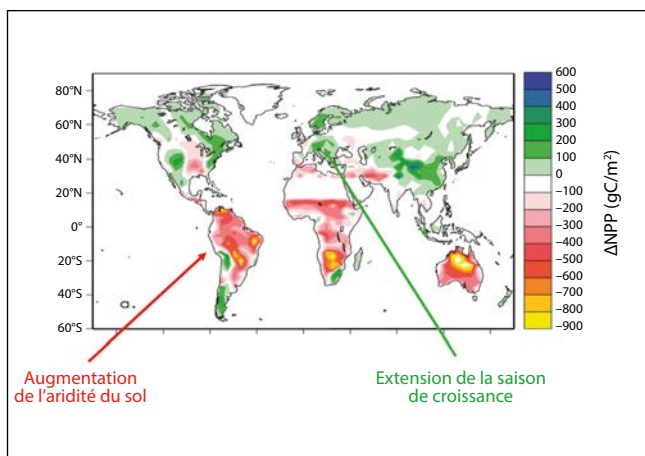 80°N
60°N
40°N
20°N
0°
20°S
40°S
60°S
a
600
500
400
300
200
100
0
–100
–200
–300
–400
–500
–600
–700
–800
–900
ΔNPP (gC/m²)
Augmentation
de l'aridité du sol
Extension de la saison
de croissance